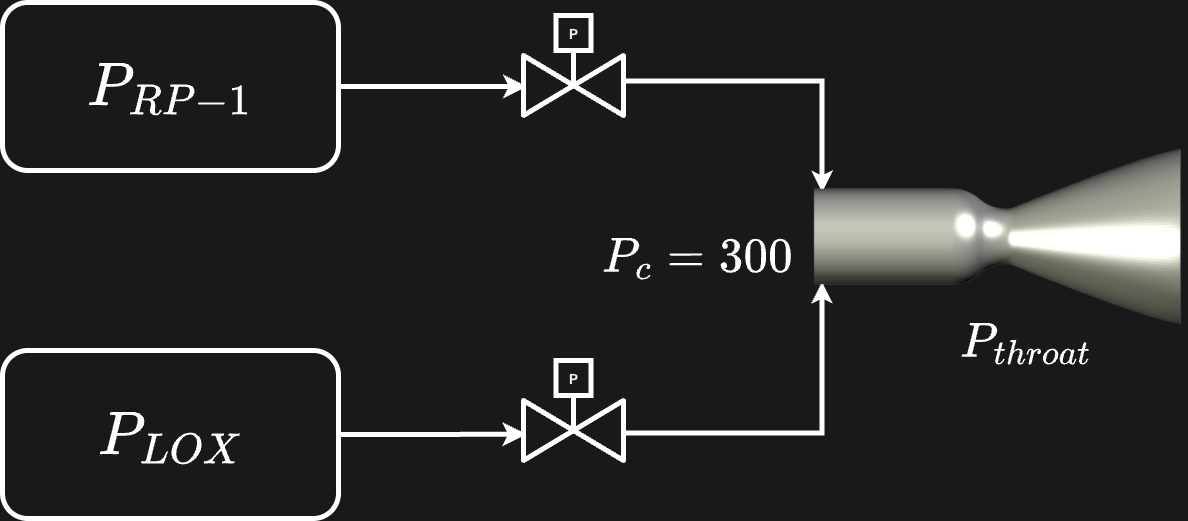 P
P_{RP-1}
P_c = 300
P_{throat}
P
P_{LOX}